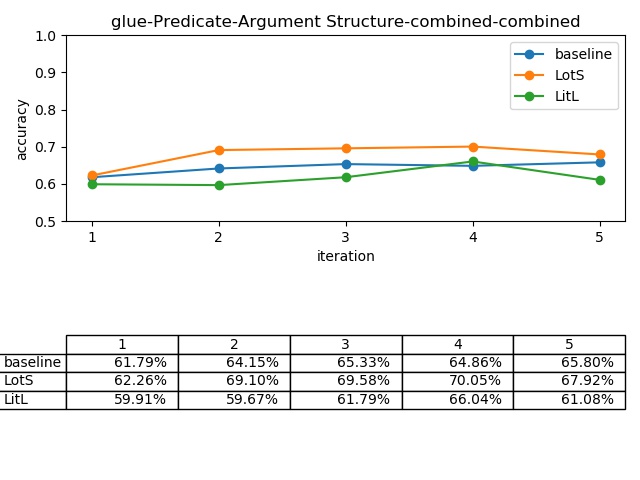 glue-Predicate-Argument Structure-combined-combined
1.0
0.9
0.8
0.7
0.6
0.5
accuracy
baseline
LotS
LitL
1 2 3 4 5
iteration
1 2 3 4 5
baseline 61.79% 64.15% 65.33% 64.86% 65.80%
LotS 62.26% 69.10% 69.58% 70.05% 67.92%
LitL 59.91% 59.67% 61.79% 66.04% 61.08%